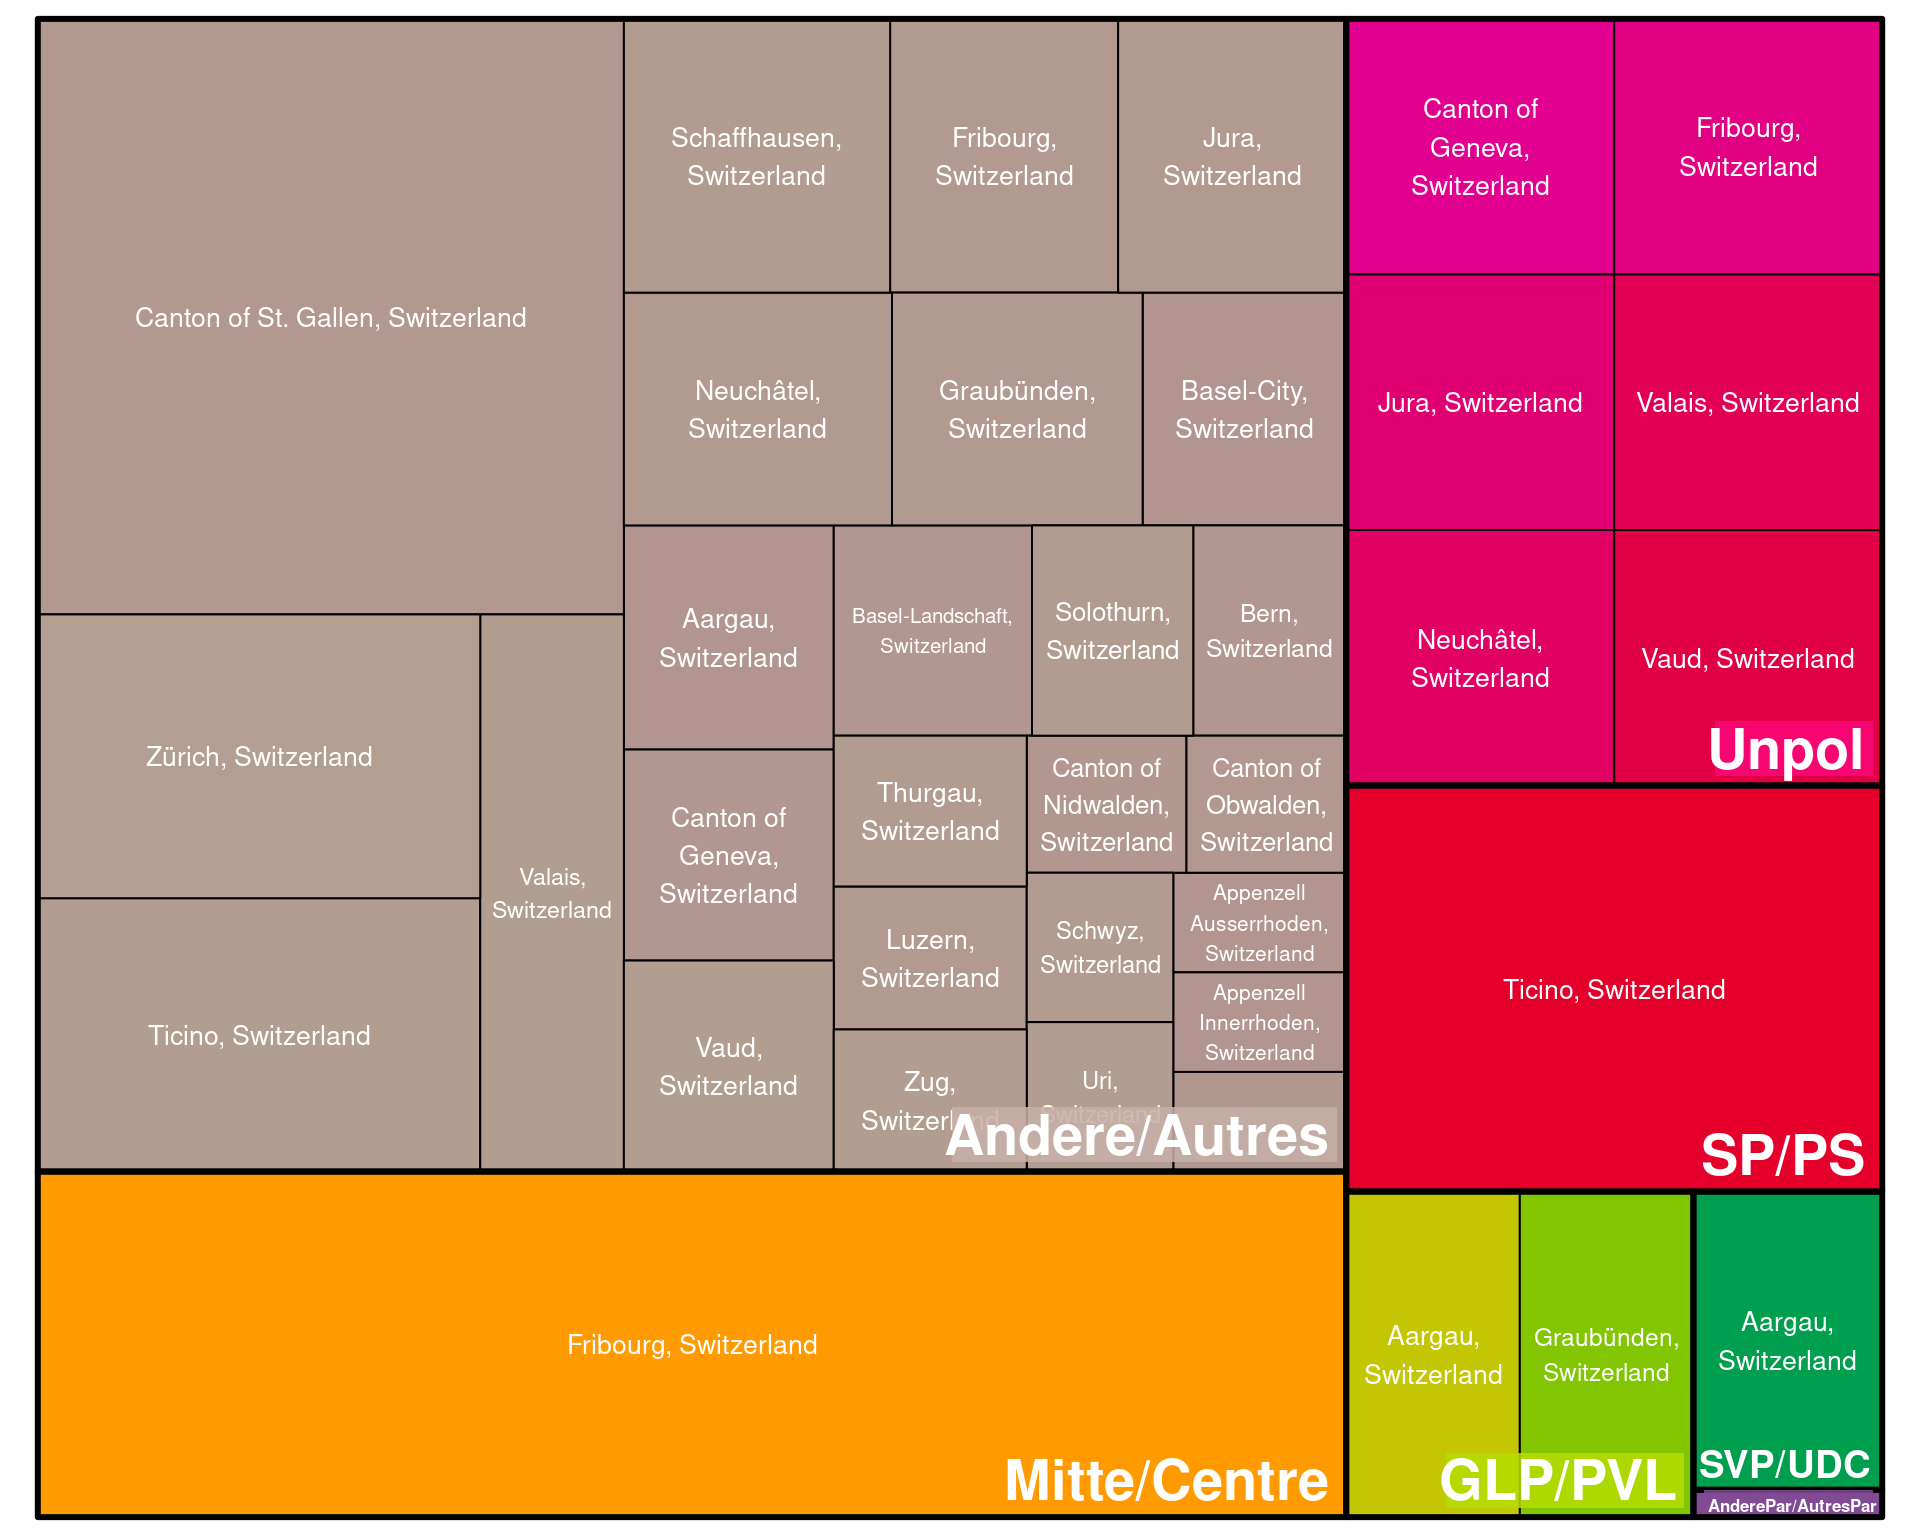 Canton of St. Gallen, Switzerland
Schaffhausen,
Switzerland
Fribourg,
Switzerland
Jura,
Switzerland
Neuchâtel,
Switzerland
Graubünden,
Switzerland
Basel-City,
Switzerland
Zürich, Switzerland
Ticino, Switzerland
Valais,
Switzerland
Aargau,
Switzerland
Basel-Landschaft,
Switzerland
Solothurn,
Switzerland
Bern,
Switzerland
Canton of
Geneva,
Switzerland
Vaud,
Switzerland
Thurgau,
Switzerland
Canton of
Nidwalden,
Switzerland
Canton of
Obwalden,
Switzerland
Luzern,
Switzerland
Schwyz,
Switzerland
Appenzell
Ausserrhoden,
Switzerland
Appenzell
Innerrhoden,
Switzerland
Zug,
Switzerland
Uri,
Switzerland
Andere/Autres
Fribourg, Switzerland
Mitte/Centre
Canton of
Geneva,
Switzerland
Fribourg,
Switzerland
Jura, Switzerland
Valais, Switzerland
Neuchâtel,
Switzerland
Vaud, Switzerland
Unpol
Ticino, Switzerland
SP/PS
Aargau,
Switzerland
Graubünden,
Switzerland
GLP/PVL
Aargau,
Switzerland
SVP/UDC
AnderePar/AutresPar